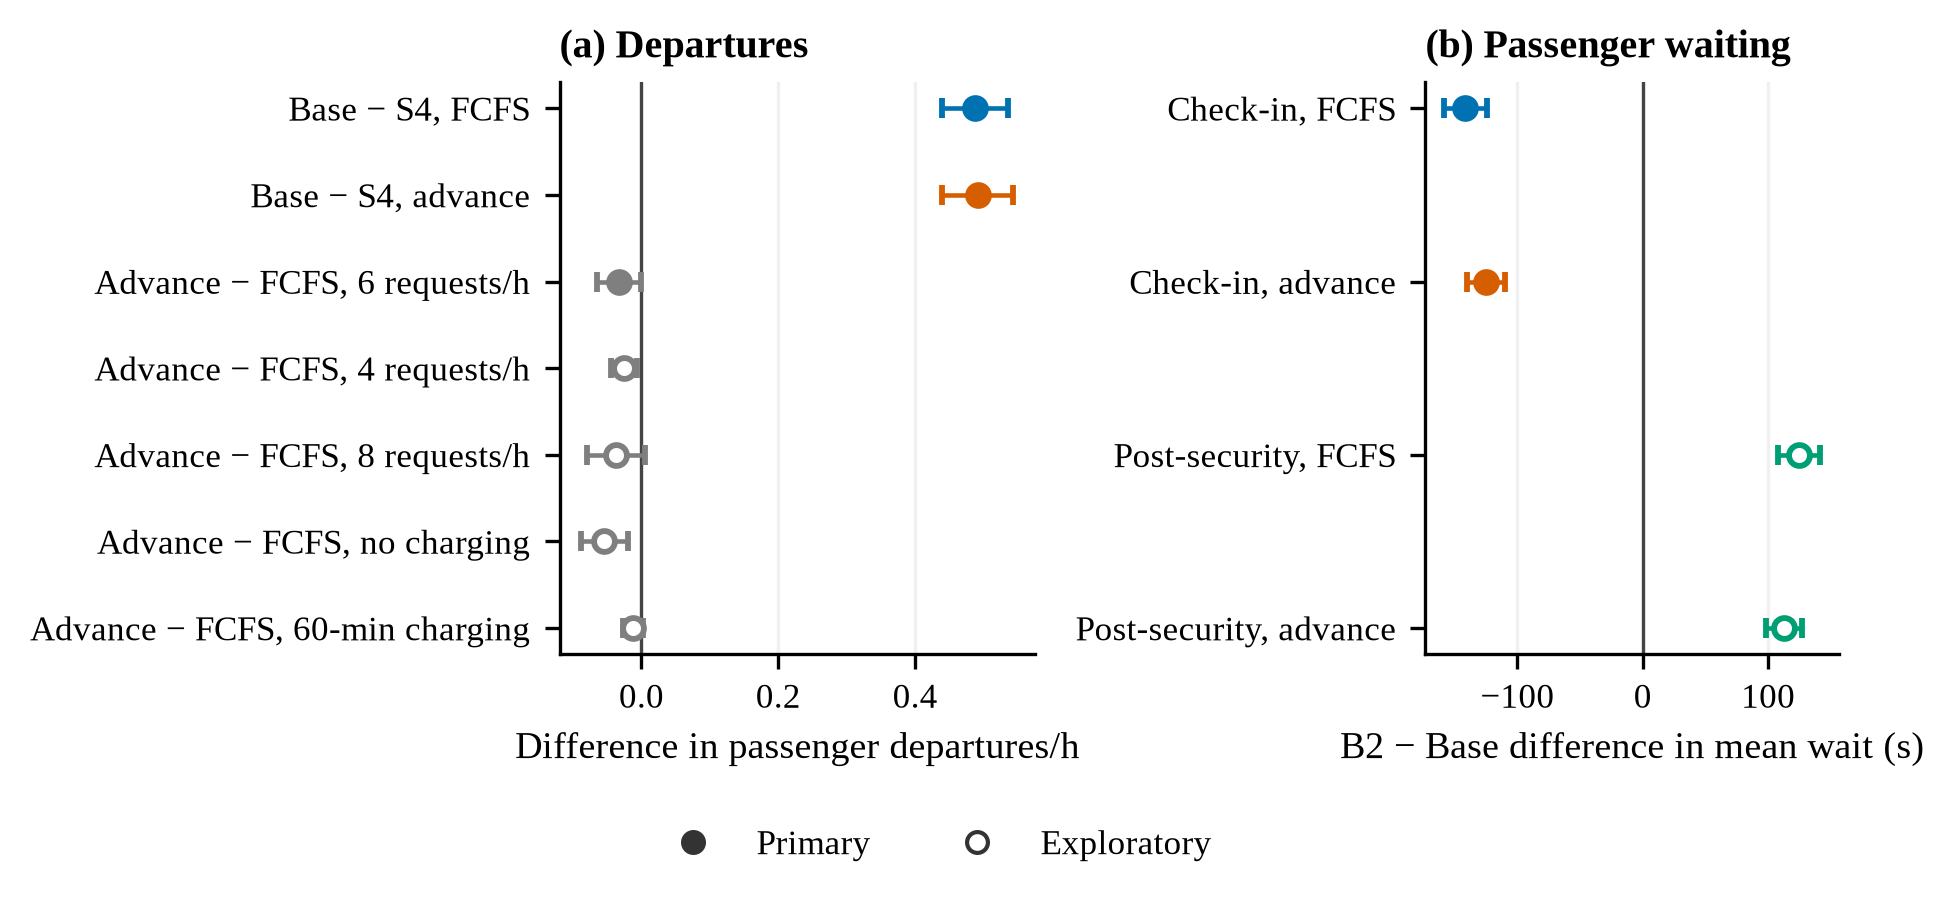 (a) Departures
Base − S4, FCFS
Base − S4, advance
Advance − FCFS, 6 requests/h
Advance − FCFS, 4 requests/h
Advance − FCFS, 8 requests/h
Advance − FCFS, no charging
Advance − FCFS, 60-min charging
0.0 0.2 0.4
Difference in passenger departures/h
(b) Passenger waiting
Check-in, FCFS
Check-in, advance
Post-security, FCFS
Post-security, advance
−100 0 100
B2 − Base difference in mean wait (s)
Primary Exploratory